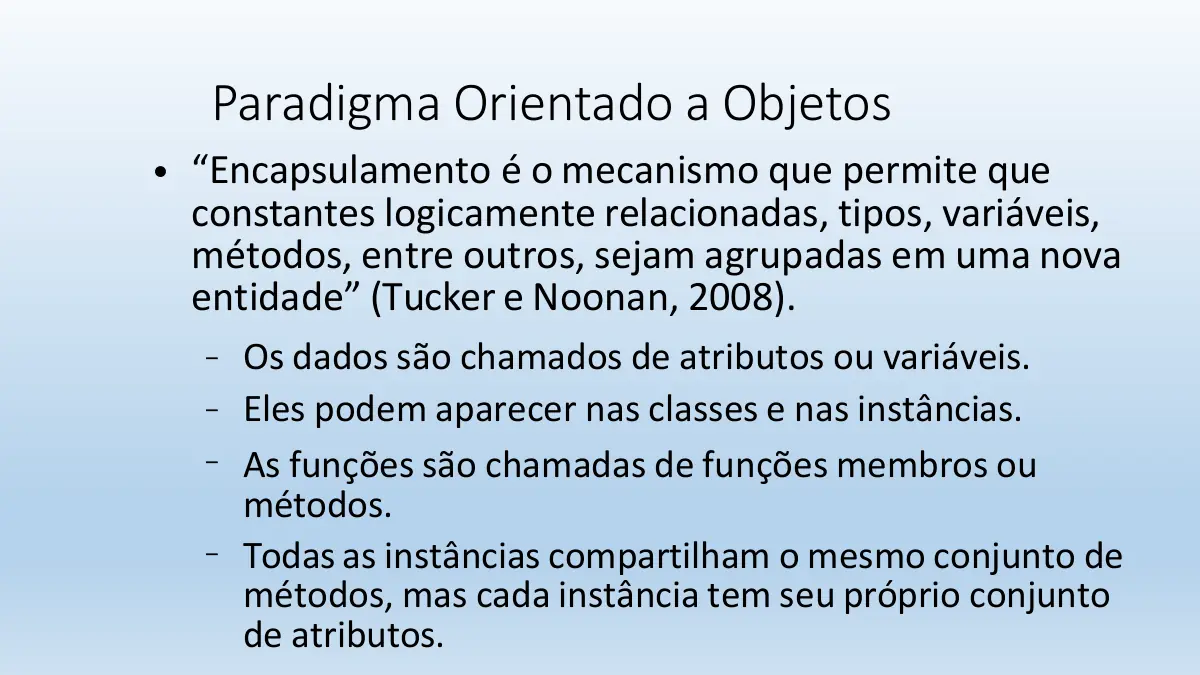 Paradigma Orientado a Objetos
• “Encapsulamento é o mecanismo que permite que
constantes logicamente relacionadas, tipos, variáveis,
métodos, entre outros, sejam agrupadas em uma nova
entidade” (Tucker e Noonan, 2008).
– Os dados são chamados de atributos ou variáveis.
– Eles podem aparecer nas classes e nas instâncias.
– As funções são chamadas de funções membros ou
métodos.
– Todas as instâncias compartilham o mesmo conjunto de
métodos, mas cada instância tem seu próprio conjunto
de atributos.